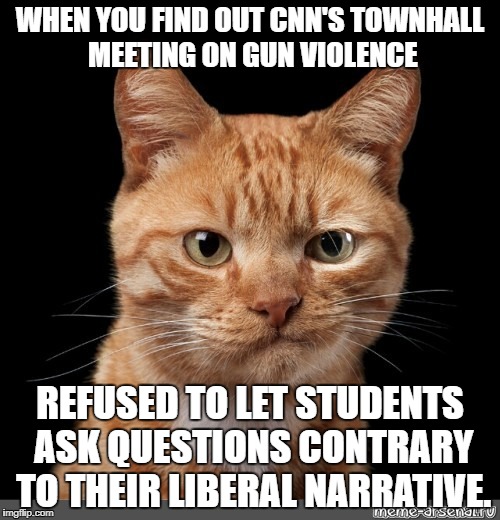 WHEN YOU FIND OUT CNN'S TOWNHALL
MEETING ON GUN VIOLENCE
REFUSED TO LET STUDENTS
ASK QUESTIONS CONTRARY
TO THEIR LIBERAL NARRATIVE.
imgflip.com
meme-arsenal.ru